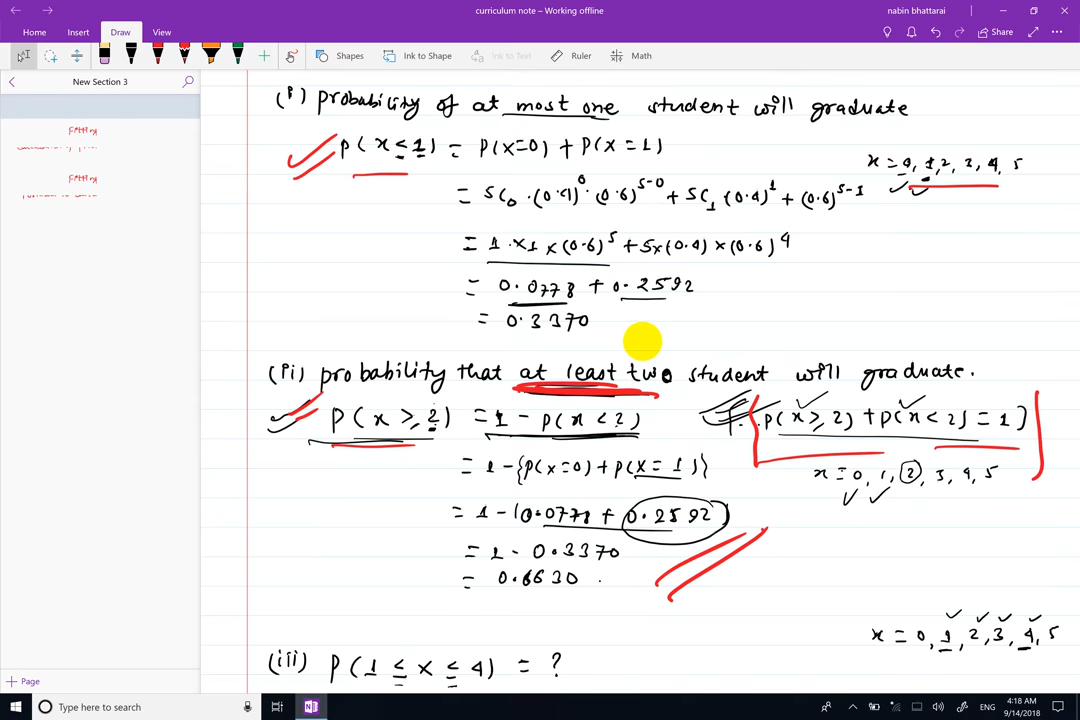 curriculum note – Working offline
nabin bhattarai
Home
Insert
Draw
View
Share
Shapes
Ink to Shape
Ink to Text
Ruler
Math
New Section 3
(i) probability of at most one student will graduate
P(x ≤ 1) = P(x=0) + P(x=1)
x = 0, 1, 2, 3, 4, 5
= 5C0 · (0.4)^0 · (0.6)^5-0 + 5C1 (0.4)^1 + (0.6)^5-1
= 1 · x1 x (0.6)^5 + 5x(0.4) x (0.6)^4
= 0.0778 + 0.2592
= 0.3370
(ii) probability that at least two student will graduate.
P(x ≥ 2) = 1 - P(x < 2)
P(x ≥ 2) + P(x < 2) = 1
= 1 - {P(x=0) + P(x=1)}
x = 0, 1, 2, 3, 4, 5
= 1 - (0.0778 + 0.2592)
= 1 - 0.3370
= 0.6630
x = 0, 1, 2, 3, 4, 5
(iii) P(1 ≤ x ≤ 4) = ?
Page
Type here to search
ENG
4:18 AM
9/14/2018